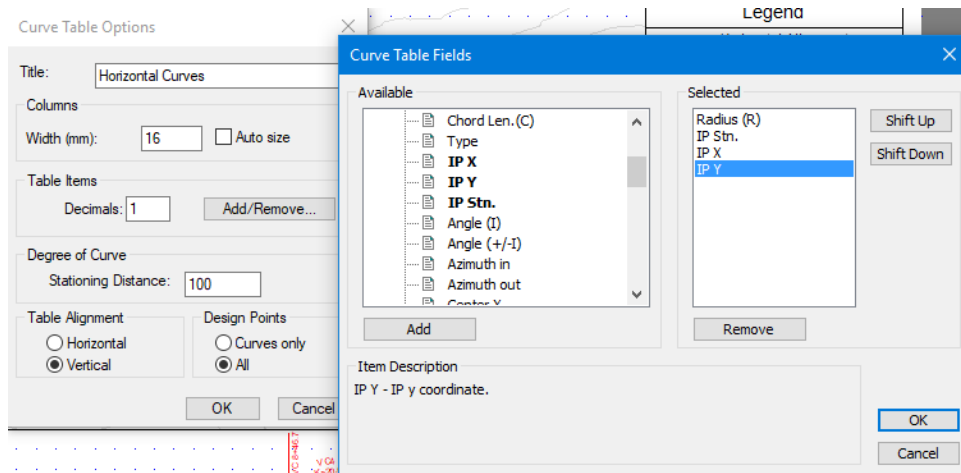 Legend
Curve Table Options
Title:
Horizontal Curves
Columns
Width (mm):
16
Auto size
Table Items
Decimals:
1
Add/Remove...
Degree of Curve
Stationing Distance:
100
Table Alignment
Horizontal
Vertical
Design Points
Curves only
All
OK
Cancel
Curve Table Fields
Available
Chord Len.(C)
Type
IP X
IP Y
IP Stn.
Angle (I)
Angle (+/-I)
Azimuth in
Azimuth out
Center X
Add
Selected
Radius (R)
IP Stn.
IP X
IP Y
Shift Up
Shift Down
Remove
Item Description
IP Y - IP y coordinate.
OK
Cancel